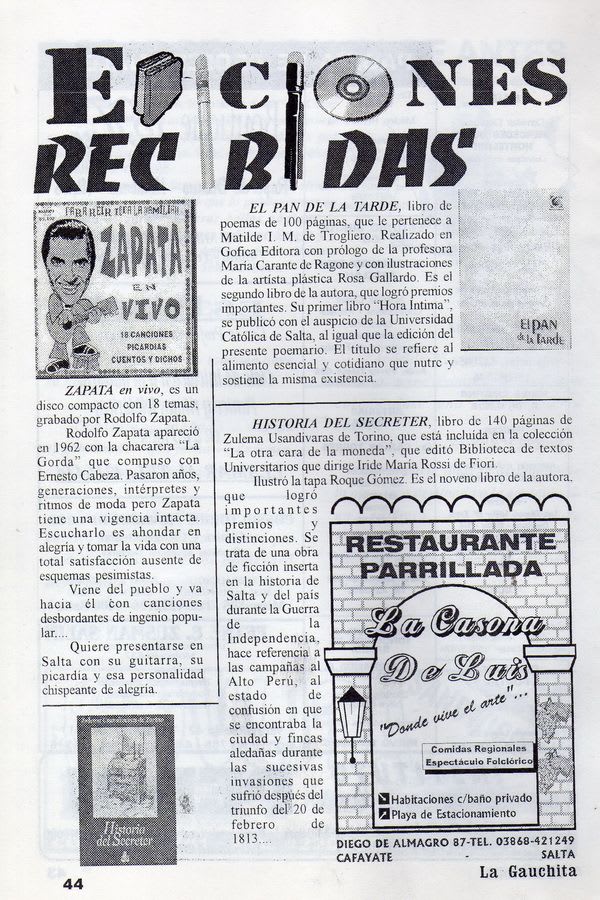 EDICIONES
RECIBIDAS
PARA REIR TODA LA FAMILIA
ZAPATA
EN
VIVO
18 CANCIONES
PICARDIAS
CUENTOS Y DICHOS
ZAPATA en vivo, es un
disco compacto con 18 temas,
grabado por Rodolfo Zapata.
Rodolfo Zapata apareció
en 1962 con la chacarera “La
Gorda” que compuso con
Ernesto Cabeza. Pasaron años,
generaciones, intérpretes y
ritmos de moda pero Zapata
tiene una vigencia intacta.
Escucharlo es ahondar en
alegría y tomar la vida con una
total satisfacción ausente de
esquemas pesimistas.
Viene del pueblo y va
hacia él con canciones
desbordantes de ingenio popu-
lar....
Quiere presentarse en
Salta con su guitarra, su
picardía y esa personalidad
chispeante de alegría.
Zulema Usandivaras de Torino
Historia
del Secreter
EL PAN DE LA TARDE, libro de
poemas de 100 páginas, que le pertenece a
Matilde I. M. de Trogliero. Realizado en
Gofica Editora con prólogo de la profesora
María Carante de Ragone y con ilustraciones
de la artista plástica Rosa Gallardo. Es el
segundo libro de la autora, que logró premios
importantes. Su primer libro “Hora Intima”,
se publicó con el auspicio de la Universidad
Católica de Salta, al igual que la edición del
presente poemario. El título se refiere al
alimento esencial y cotidiano que nutre y
sostiene la misma existencia.
El PAN
de la TARDE
HISTORIA DEL SECRETER, libro de 140 páginas de
Zulema Usandivaras de Torino, que está incluída en la colección
“La otra cara de la moneda”, que editó Biblioteca de textos
Universitarios que dirige Iride María Rossi de Fiori.
Ilustró la tapa Roque Gómez. Es el noveno libro de la autora,
que logró
importantes
premios y
distinciones. Se
trata de una obra
de ficción inserta
en la historia de
Salta y del país
durante la Guerra
de la
Independencia,
hace referencia a
las campañas al
Alto Perú, al
estado de
confusión en que
se encontraba la
ciudad y fincas
aledañas durante
las sucesivas
invasiones que
sufrió después del
triunfo del 20 de
febrero de
1813....
RESTAURANTE
PARRILLADA
La Casona
De Luis
"Donde vive el arte"...
Comidas Regionales
Espectáculo Folclórico
Habitaciones c/baño privado
Playa de Estacionamiento
DIEGO DE ALMAGRO 87-TEL. 03868-421249
CAFAYATE SALTA
La Gauchita
44